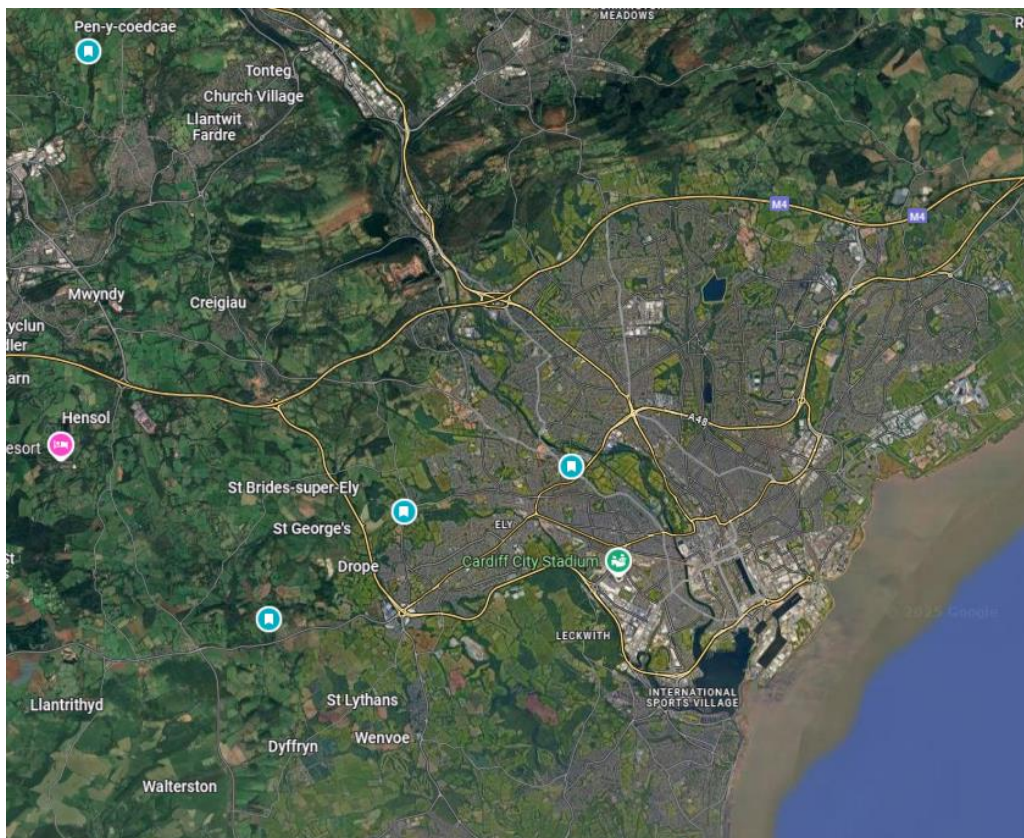 MEADOWS
Pen-y-coedcae
R
Tonteg
Church Village
Llantwit
Fardre
M4
M4
Mwyndy
Creigiau
yclun
dler
arn
Hensol
esort
A48
St Brides-super-Ely
St George's
ELY
Drope
Cardiff City Stadium
St
© 2025 Google
LECKWITH
INTERNATIONAL
SPORTS VILLAGE
Llantrithyd
St Lythans
Wenvoe
Dyffryn
Walterston